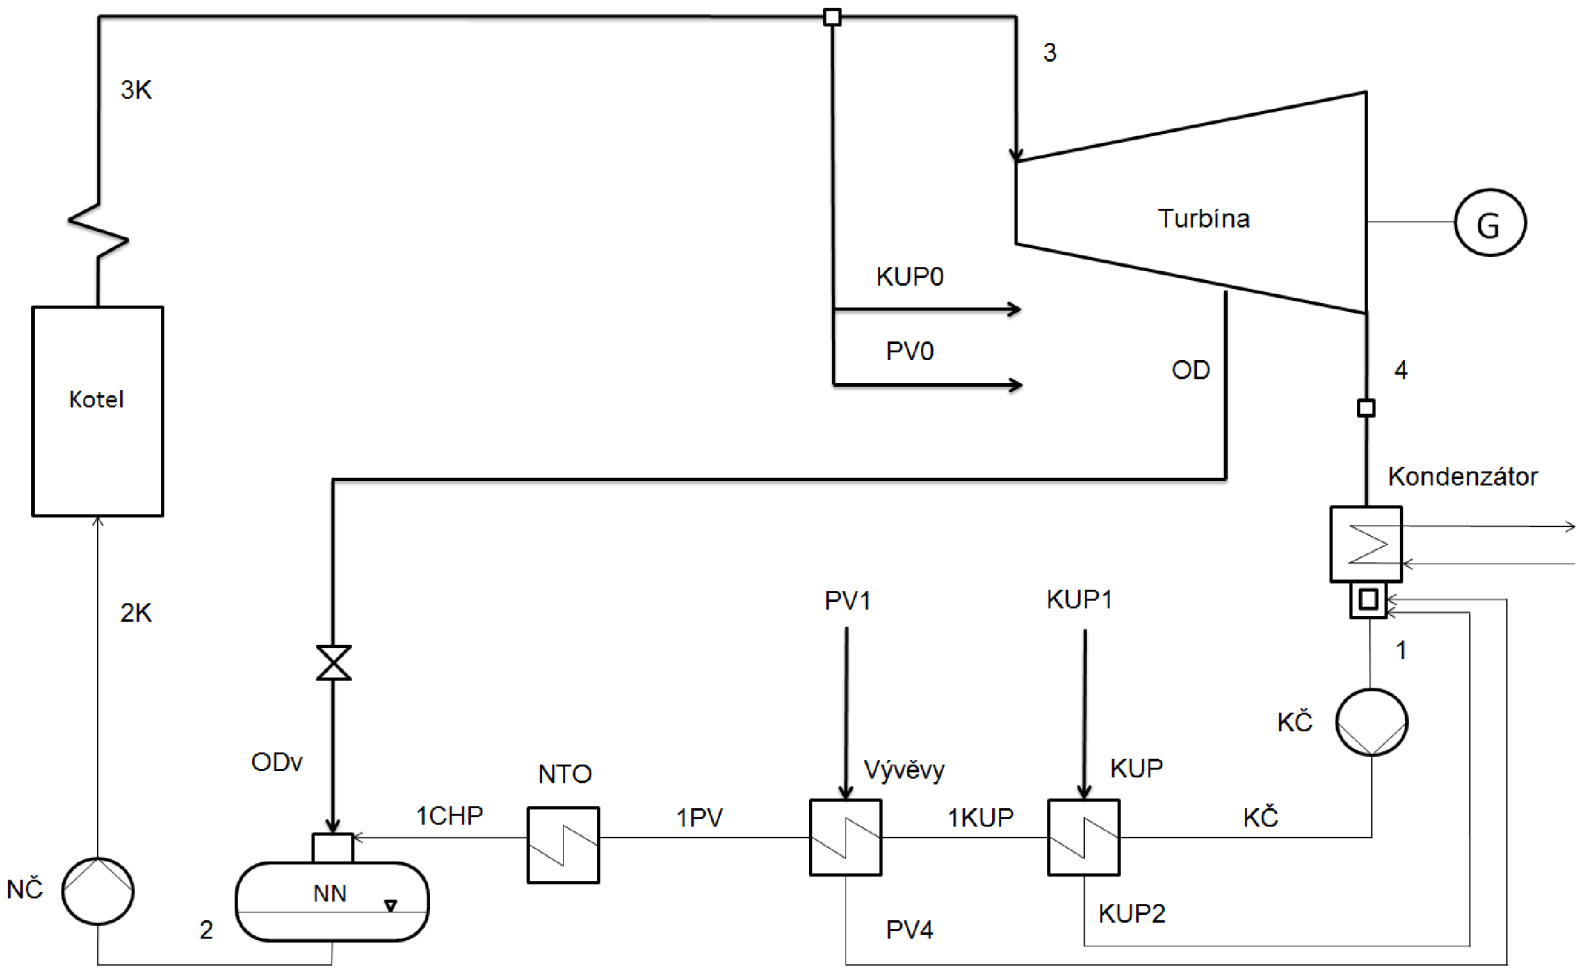 3K
3
Turbína
G
KUP0
PV0
OD
4
Kotel
Kondenzátor
2K
PV1
KUP1
1
KČ
ODv
NTO
Vývěvy
KUP
1CHP
1PV
1KUP
KČ
NČ
NN
2
PV4
KUP2